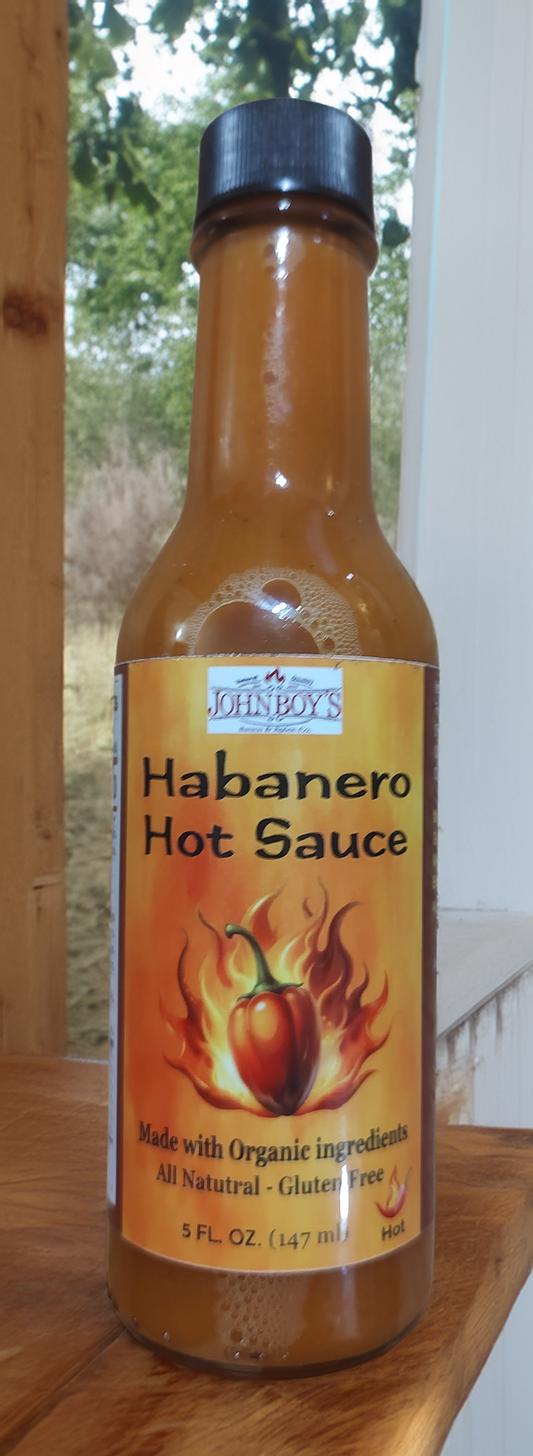 JOHNBOY'S
Habanero
Hot Sauce
Made with Organic ingredients
All Natutral - Gluten Free
5 FL. OZ. (147 ml)
Hot